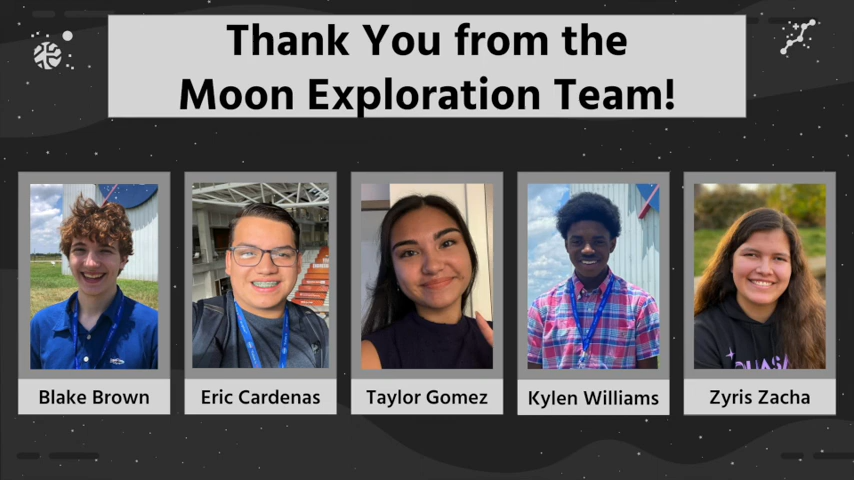 Thank You from the
Moon Exploration Team!
Blake Brown
Eric Cardenas
Taylor Gomez
Kylen Williams
Zyris Zacha